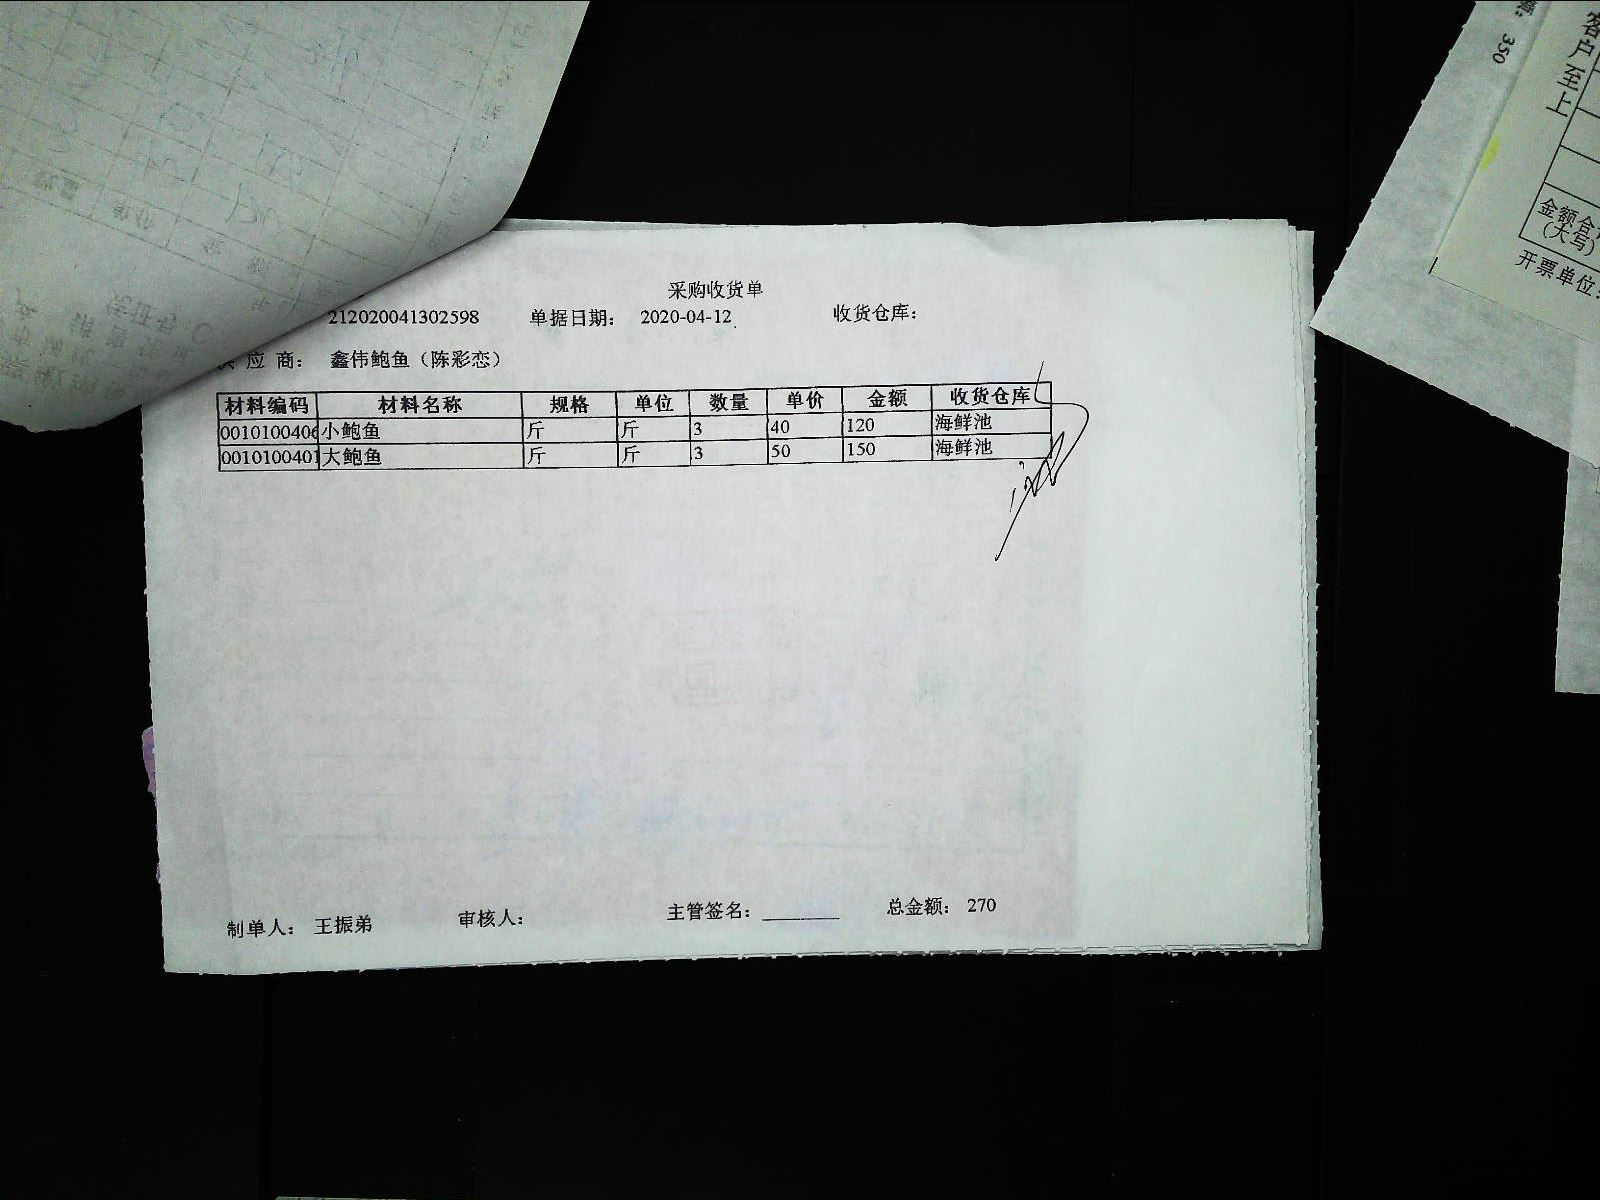 采购收货单
212020041302598 单据日期: 2020-04-12 收货仓库:
应 商: 鑫伟鲍鱼（陈彩恋）
材料编码 材料名称 规格 单位 数量 单价 金额 收货仓库
0010100406 小鲍鱼 斤 斤 3 40 120 海鲜池
0010100401 大鲍鱼 斤 斤 3 50 150 海鲜池
制单人: 王振弟 审核人: 主管签名: ________ 总金额: 270
350
客户至上
金额合
(大写)
开票单位: